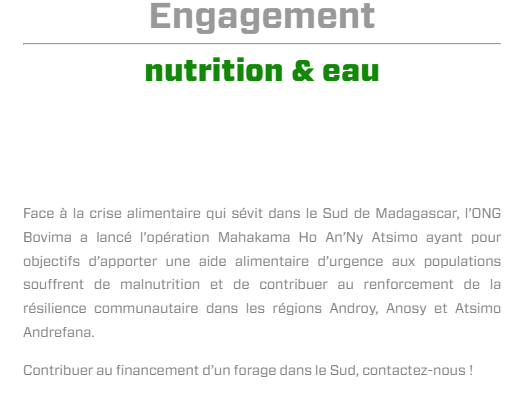 Engagement
nutrition & eau
Face à la crise alimentaire qui sévit dans le Sud de Madagascar, l’ONG
Bovima a lancé l’opération Mahakama Ho An’Ny Atsimo ayant pour
objectifs d’apporter une aide alimentaire d’urgence aux populations
souffrent de malnutrition et de contribuer au renforcement de la
résilience communautaire dans les régions Androy, Anosy et Atsimo
Andrefana.
Contribuer au financement d’un forage dans le Sud, contactez-nous !